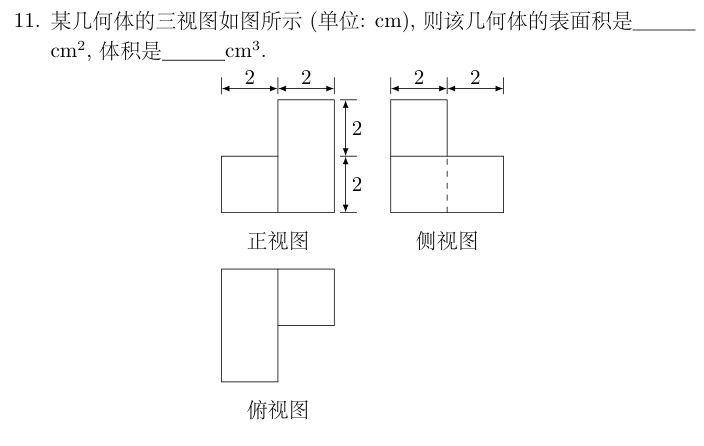 11. 某几何体的三视图如图所示 (单位: cm), 则该几何体的表面积是______
cm², 体积是______cm³.
2 2 2 2
2
2
正视图 侧视图
俯视图